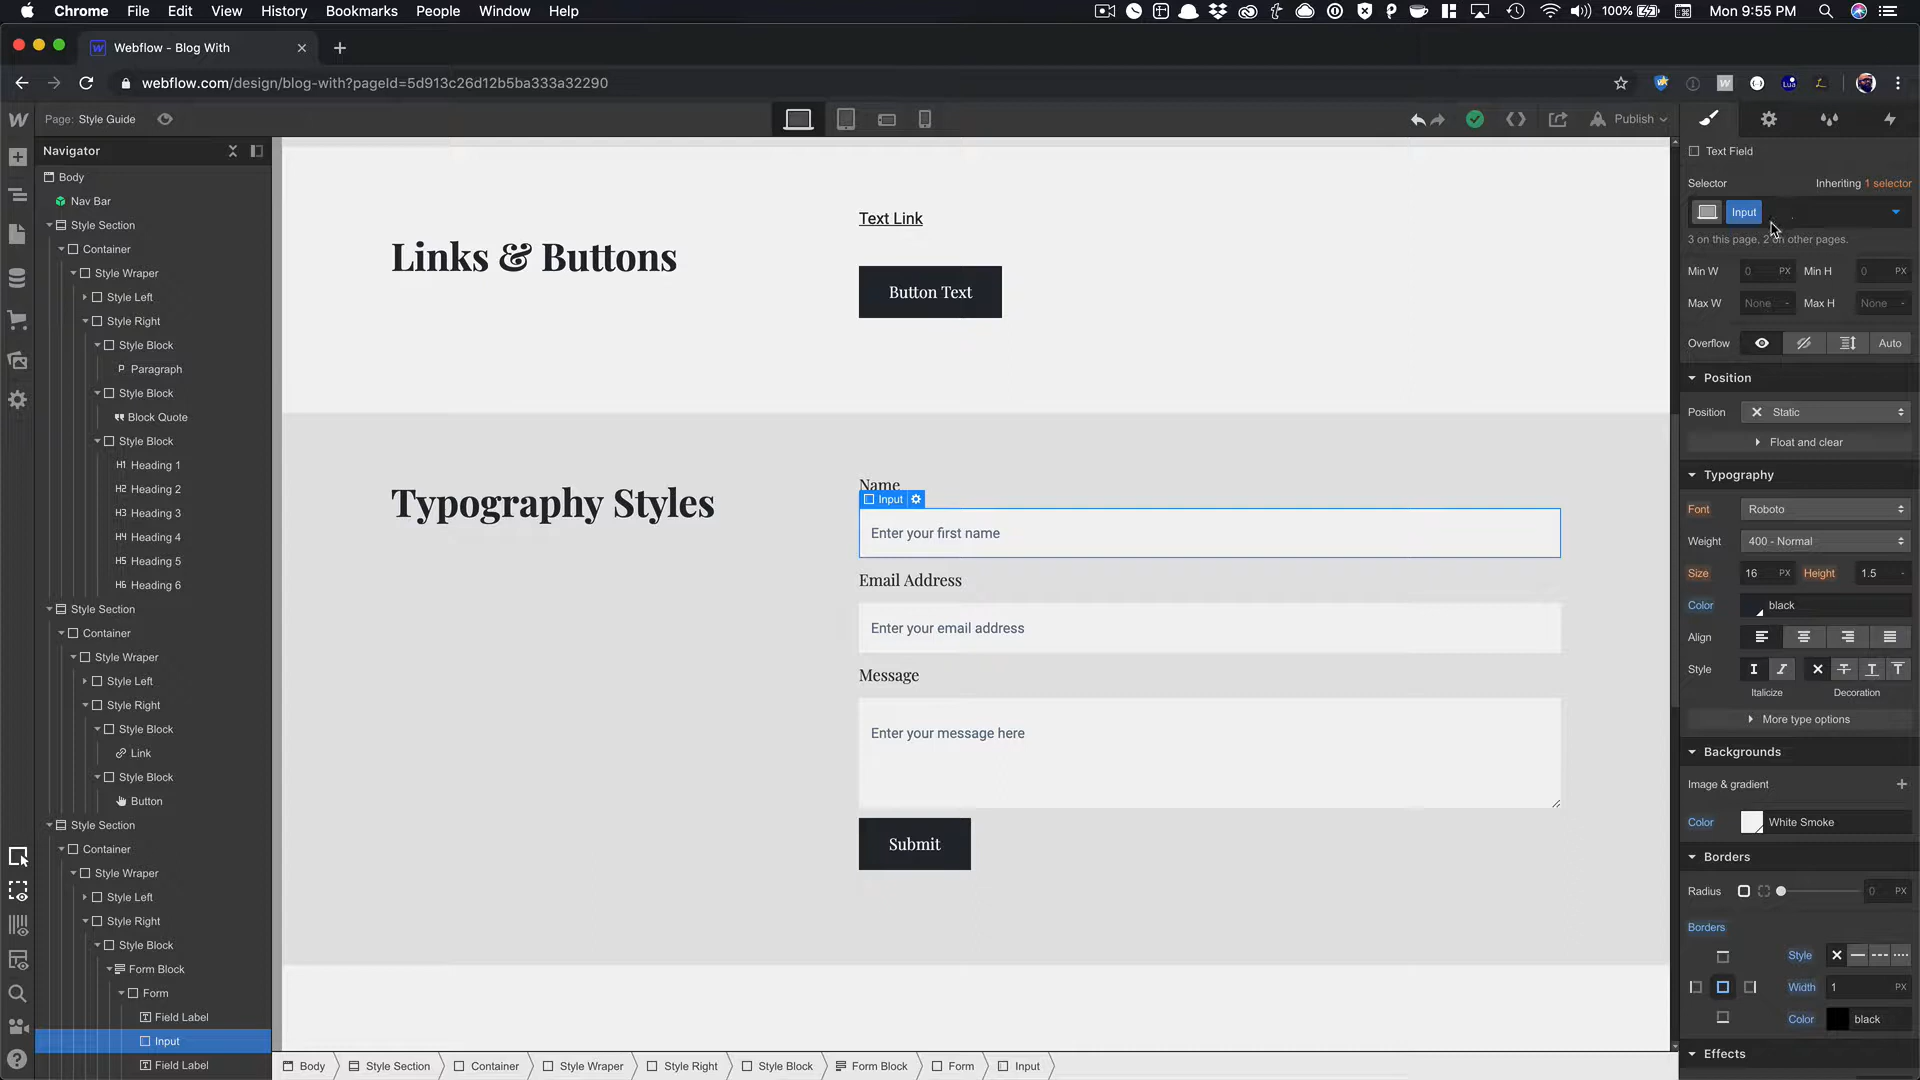 Chrome File Edit View History Bookmarks People Window Help
100% Mon 9:55 PM
Webflow - Blog With
webflow.com/design/blog-with?pageId=5d913c26d12b5ba333a32290
Page: Style Guide
Publish
Navigator
Body
Nav Bar
Style Section
Container
Style Wraper
Style Left
Style Right
Style Block
Paragraph
Style Block
Block Quote
Style Block
H1 Heading 1
H2 Heading 2
H3 Heading 3
H4 Heading 4
H5 Heading 5
H6 Heading 6
Style Section
Container
Style Wraper
Style Left
Style Right
Style Block
Link
Style Block
Button
Style Section
Container
Style Wraper
Style Left
Style Right
Style Block
Form Block
Form
Field Label
Input
Field Label
Links & Buttons
Text Link
Button Text
Typography Styles
Name
Input
Enter your first name
Email Address
Enter your email address
Message
Enter your message here
Submit
Body Style Section Container Style Wraper Style Right Style Block Form Block Form Input
Text Field
Selector Inheriting 1 selector
Input
3 on this page, 2 on other pages.
Min W 0 PX Min H 0 PX
Max W None - Max H None -
Overflow Auto
Position
Position Static
Float and clear
Typography
Font Roboto
Weight 400 - Normal
Size 16 PX Height 1.5 -
Color black
Align
Style
Italicize Decoration
More type options
Backgrounds
Image & gradient
Color White Smoke
Borders
Radius 0 PX
Borders
Style
Width 1 PX
Color black
Effects